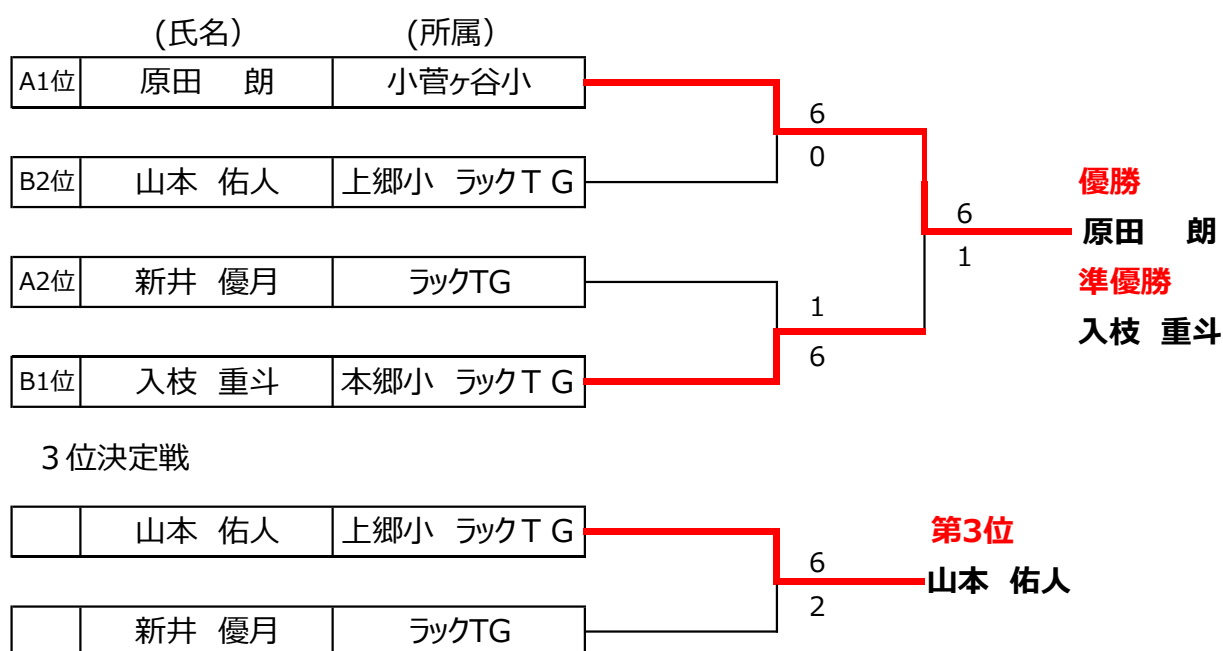 (氏名) (所属)
A1位 原田 朗 小菅ヶ谷小
6
0
B2位 山本 佑人 上郷小 ラックＴＧ
優勝
6
原田 朗
1
A2位 新井 優月 ラックTG
準優勝
1
入枝 重斗
6
B1位 入枝 重斗 本郷小 ラックＴＧ
３位決定戦
山本 佑人 上郷小 ラックＴＧ
第3位
6
山本 佑人
2
新井 優月 ラックTG